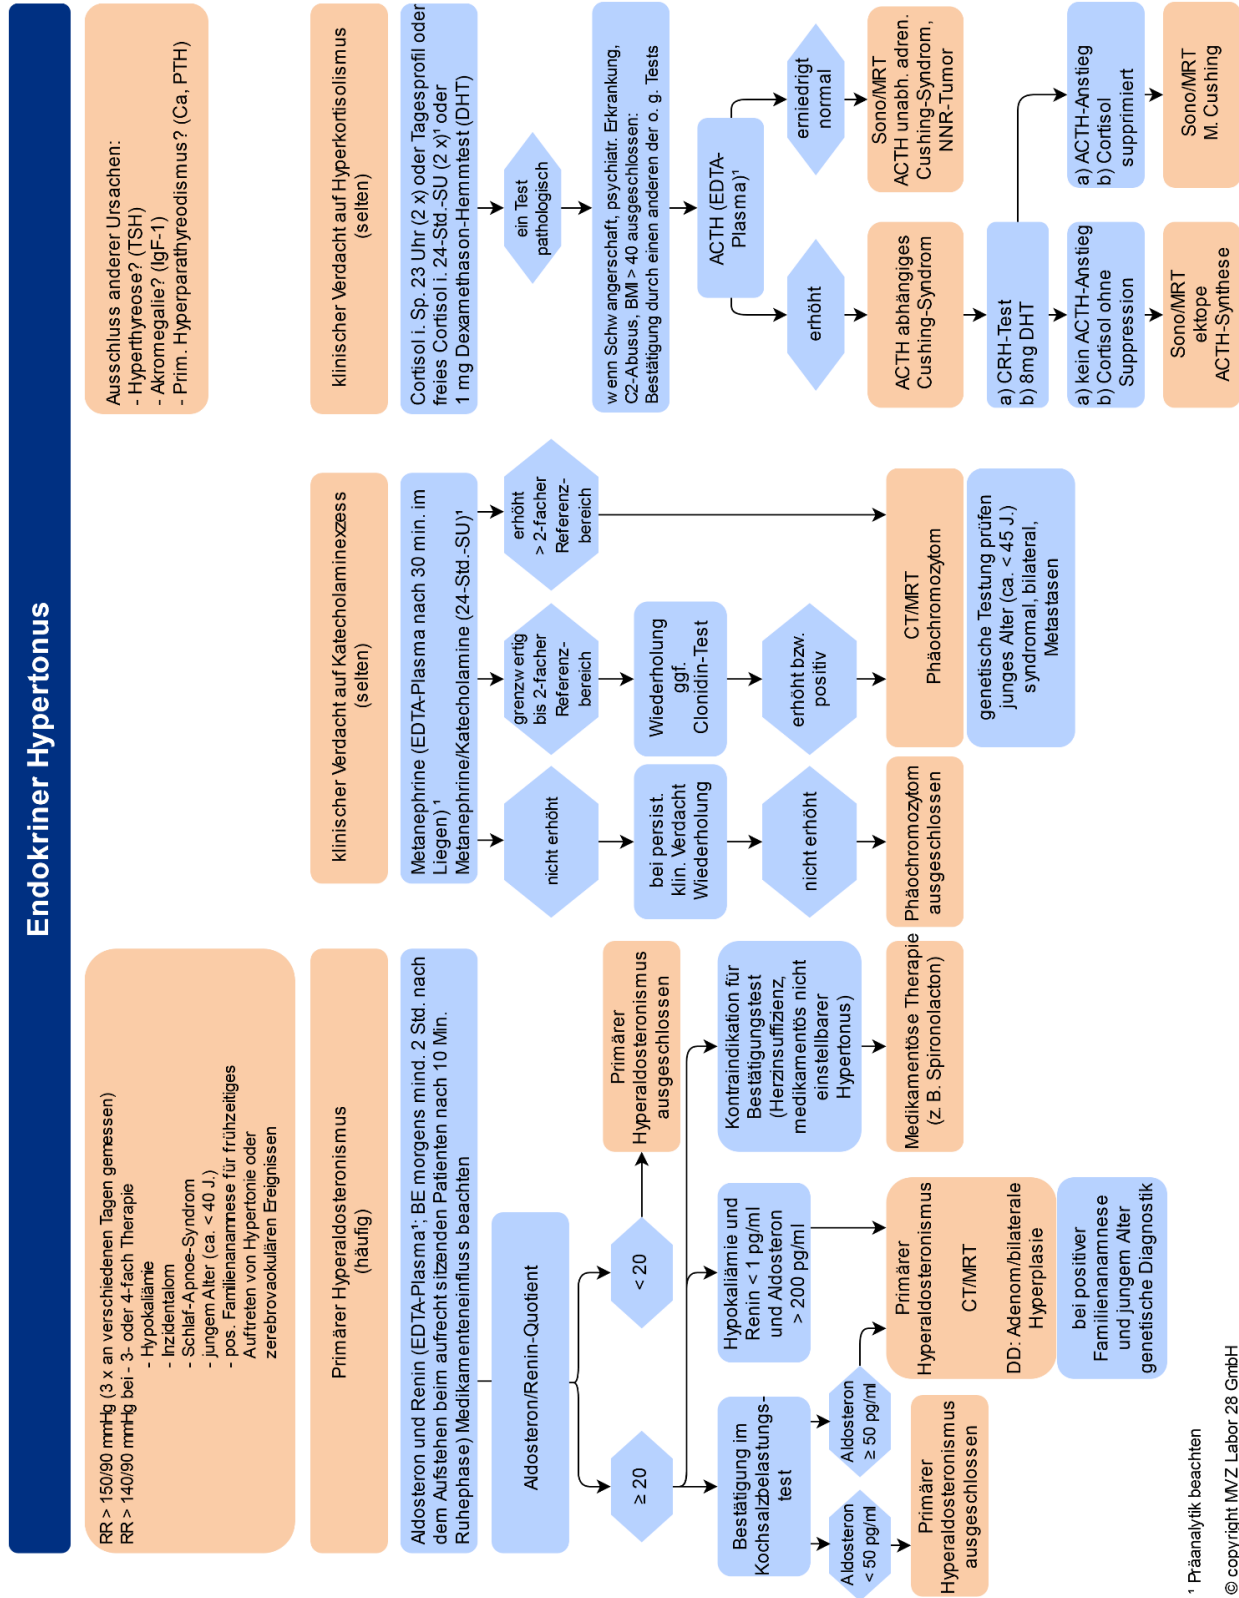 Endokriner Hypertonus
RR > 150/90 mmHg (3 x an verschiedenen Tagen gemessen)
RR > 140/90 mmHg bei - 3- oder 4-fach Therapie
- Hypokaliämie
- Inzidentalom
- Schlaf-Apnoe-Syndrom
- jungem Alter (ca. < 40 J.)
- pos. Familienanamnese für frühzeitiges
Auftreten von Hypertonie oder
zerebrovaokulären Ereignissen
Ausschluss anderer Ursachen:
- Hyperthyreose? (TSH)
- Akromegalie? (IgF-1)
- Prim. Hyperparathyreodismus? (Ca, PTH)
Primärer Hyperaldosteronismus
(häufig)
Aldosteron und Renin (EDTA-Plasma¹; BE morgens mind. 2 Std. nach
dem Aufstehen beim aufrecht sitzenden Patienten nach 10 Min.
Ruhephase) Medikamenteneinfluss beachten
Aldosteron/Renin-Quotient
≥ 20
< 20
Primärer
Hyperaldosteronismus
ausgeschlossen
Bestätigung im
Kochsalzbelastungs-
test
Hypokaliämie und
Renin < 1 pg/ml
und Aldosteron
> 200 pg/ml
Kontraindikation für
Bestätigungstest
(Herzinsuffizienz,
medikamentös nicht
einstellbarer
Hypertonus)
Aldosteron
< 50 pg/ml
Aldosteron
≥ 50 pg/ml
Primärer
Hyperaldosteronismus
ausgeschlossen
Primärer
Hyperaldosteronismus
CT/MRT
DD: Adenom/bilaterale
Hyperplasie
bei positiver
Familienanamnese
und jungem Alter
genetische Diagnostik
Medikamentöse Therapie
(z. B. Spironolacton)
klinischer Verdacht auf Katecholaminexzess
(selten)
Metanephrine (EDTA-Plasma nach 30 min. im
Liegen) ¹
Metanephrine/Katecholamine (24-Std.-SU)¹
nicht erhöht
grenzwertig
bis 2-facher
Referenz-
bereich
erhöht
> 2-facher
Referenz-
bereich
bei persist.
klin. Verdacht
Wiederholung
Wiederholung
ggf.
Clonidin-Test
nicht erhöht
erhöht bzw.
positiv
Phäochromozytom
ausgeschlossen
CT/MRT
Phäochromozytom
genetische Testung prüfen
junges Alter (ca. < 45 J.)
syndromal, bilateral,
Metastasen
klinischer Verdacht auf Hyperkortisolismus
(selten)
Cortisol i. Sp. 23 Uhr (2 x) oder Tagesprofil oder
freies Cortisol i. 24-Std.-SU (2 x)¹ oder
1 mg Dexamethason-Hemmtest (DHT)
ein Test
pathologisch
wenn Schwangerschaft, psychiatr. Erkrankung,
C2-Abusus, BMI > 40 ausgeschlossen:
Bestätigung durch einen anderen der o. g. Tests
ACTH (EDTA-
Plasma)¹
erhöht
erniedrigt
normal
ACTH abhängiges
Cushing-Syndrom
Sono/MRT
ACTH unabh. adren.
Cushing-Syndrom,
NNR-Tumor
a) CRH-Test
b) 8mg DHT
a) kein ACTH-Anstieg
b) Cortisol ohne
Suppression
a) ACTH-Anstieg
b) Cortisol
supprimiert
Sono/MRT
ektope
ACTH-Synthese
Sono/MRT
M. Cushing
¹ Präanalytik beachten
© copyright MVZ Labor 28 GmbH